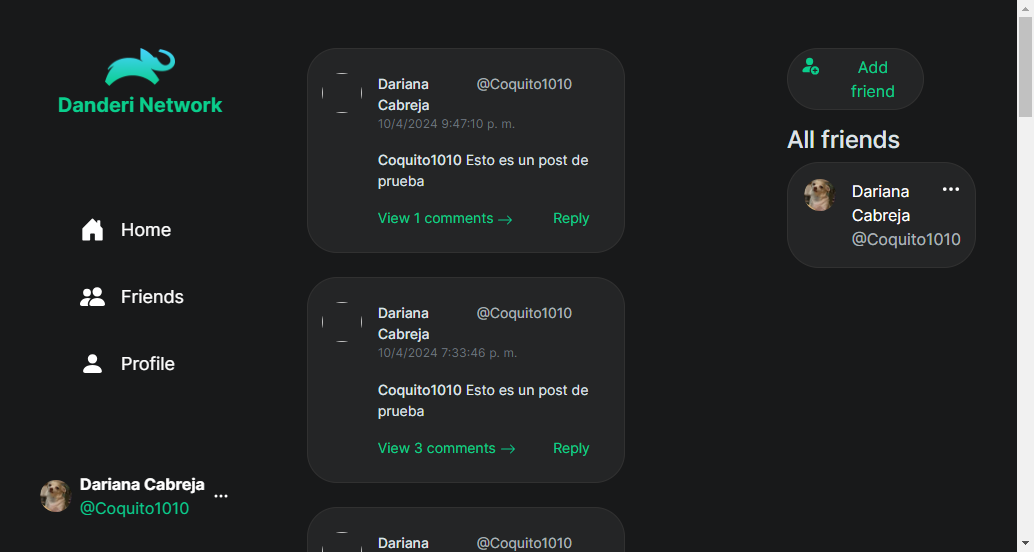 Danderi Network
Home
Friends
Profile
Dariana Cabreja
@Coquito1010
Dariana Cabreja @Coquito1010
10/4/2024 9:47:10 p. m.
Coquito1010 Esto es un post de
prueba
View 1 comments → Reply
Dariana Cabreja @Coquito1010
10/4/2024 7:33:46 p. m.
Coquito1010 Esto es un post de
prueba
View 3 comments → Reply
Dariana @Coquito1010
Add
friend
All friends
Dariana
Cabreja
@Coquito1010